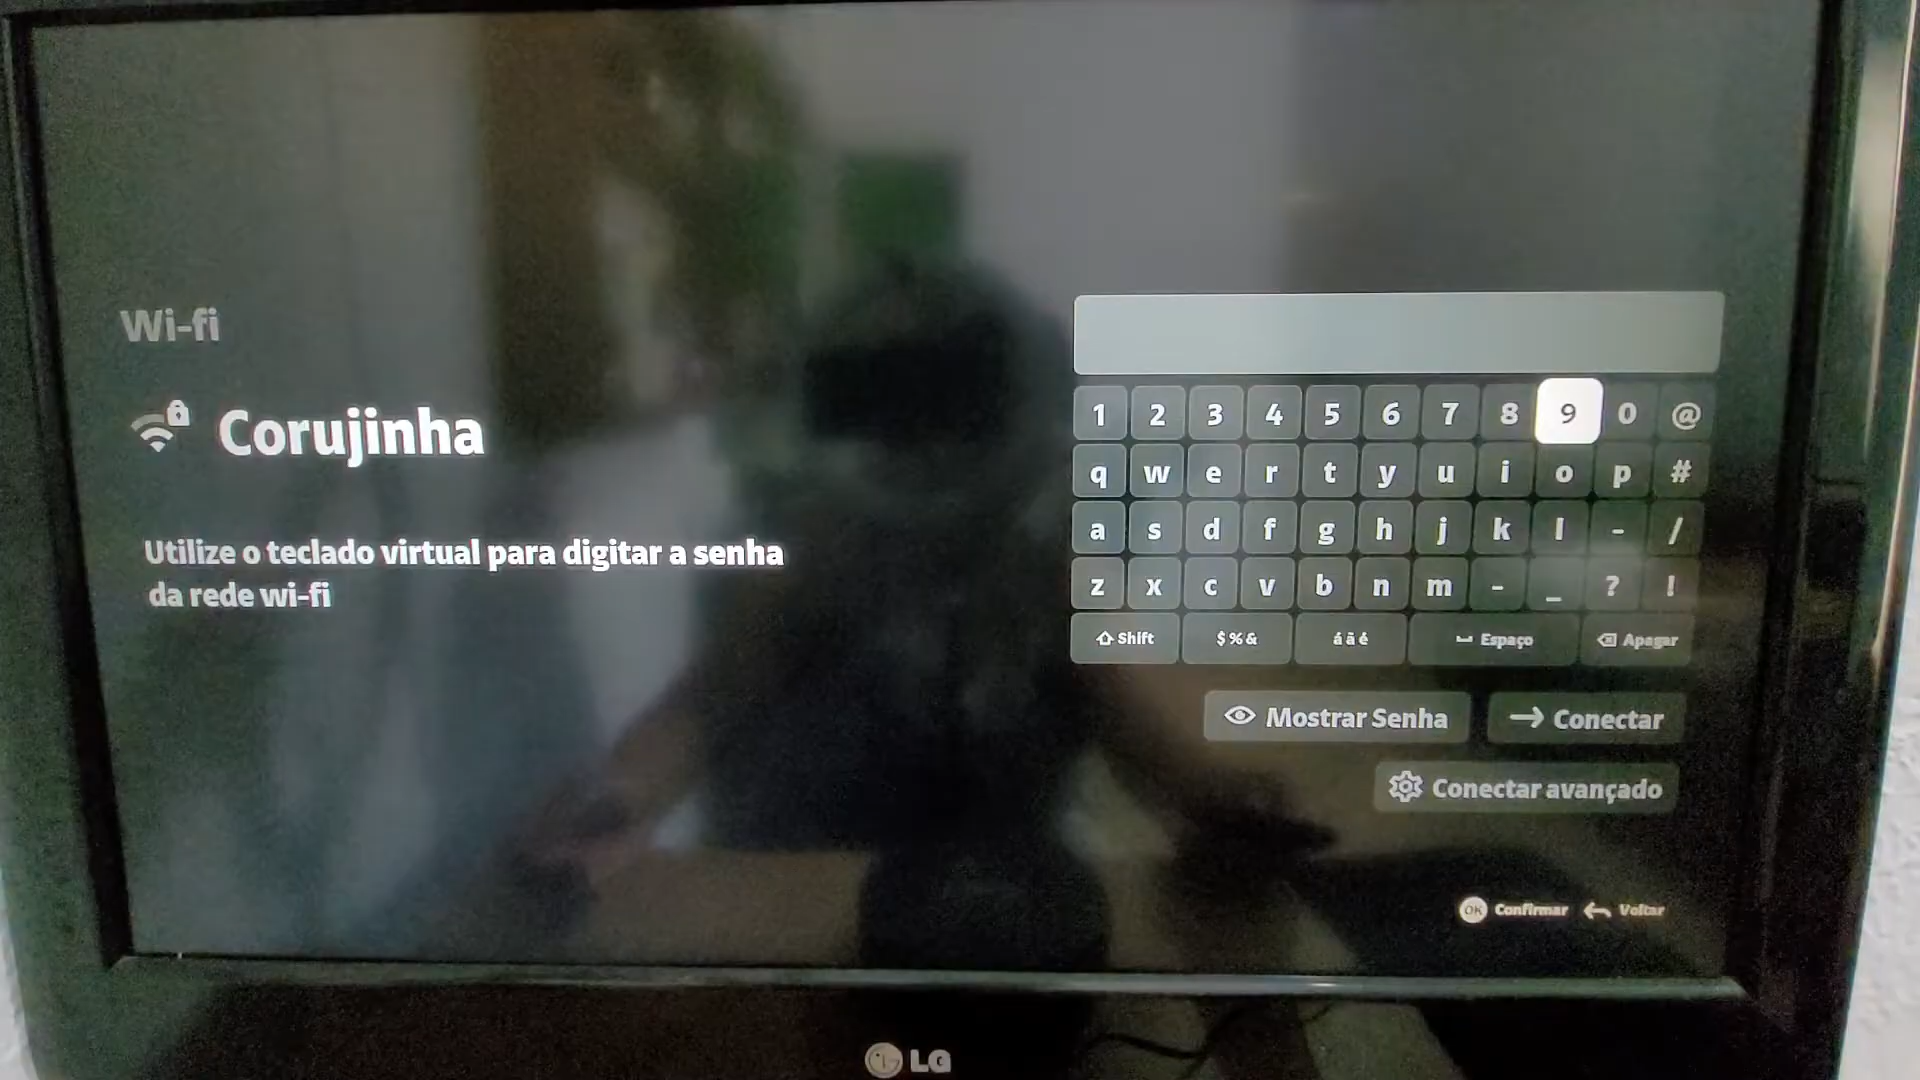 Wi-fi
Corujinha
Utilize o teclado virtual para digitar a senha
da rede wi-fi
1 2 3 4 5 6 7 8 9 0 @
q w e r t y u i o p #
a s d f g h j k l - /
z x c v b n m - _ ? !
Shift $%& áãé Espaço Apagar
Mostrar Senha Conectar
Conectar avançado
OK Confirmar Voltar
LG